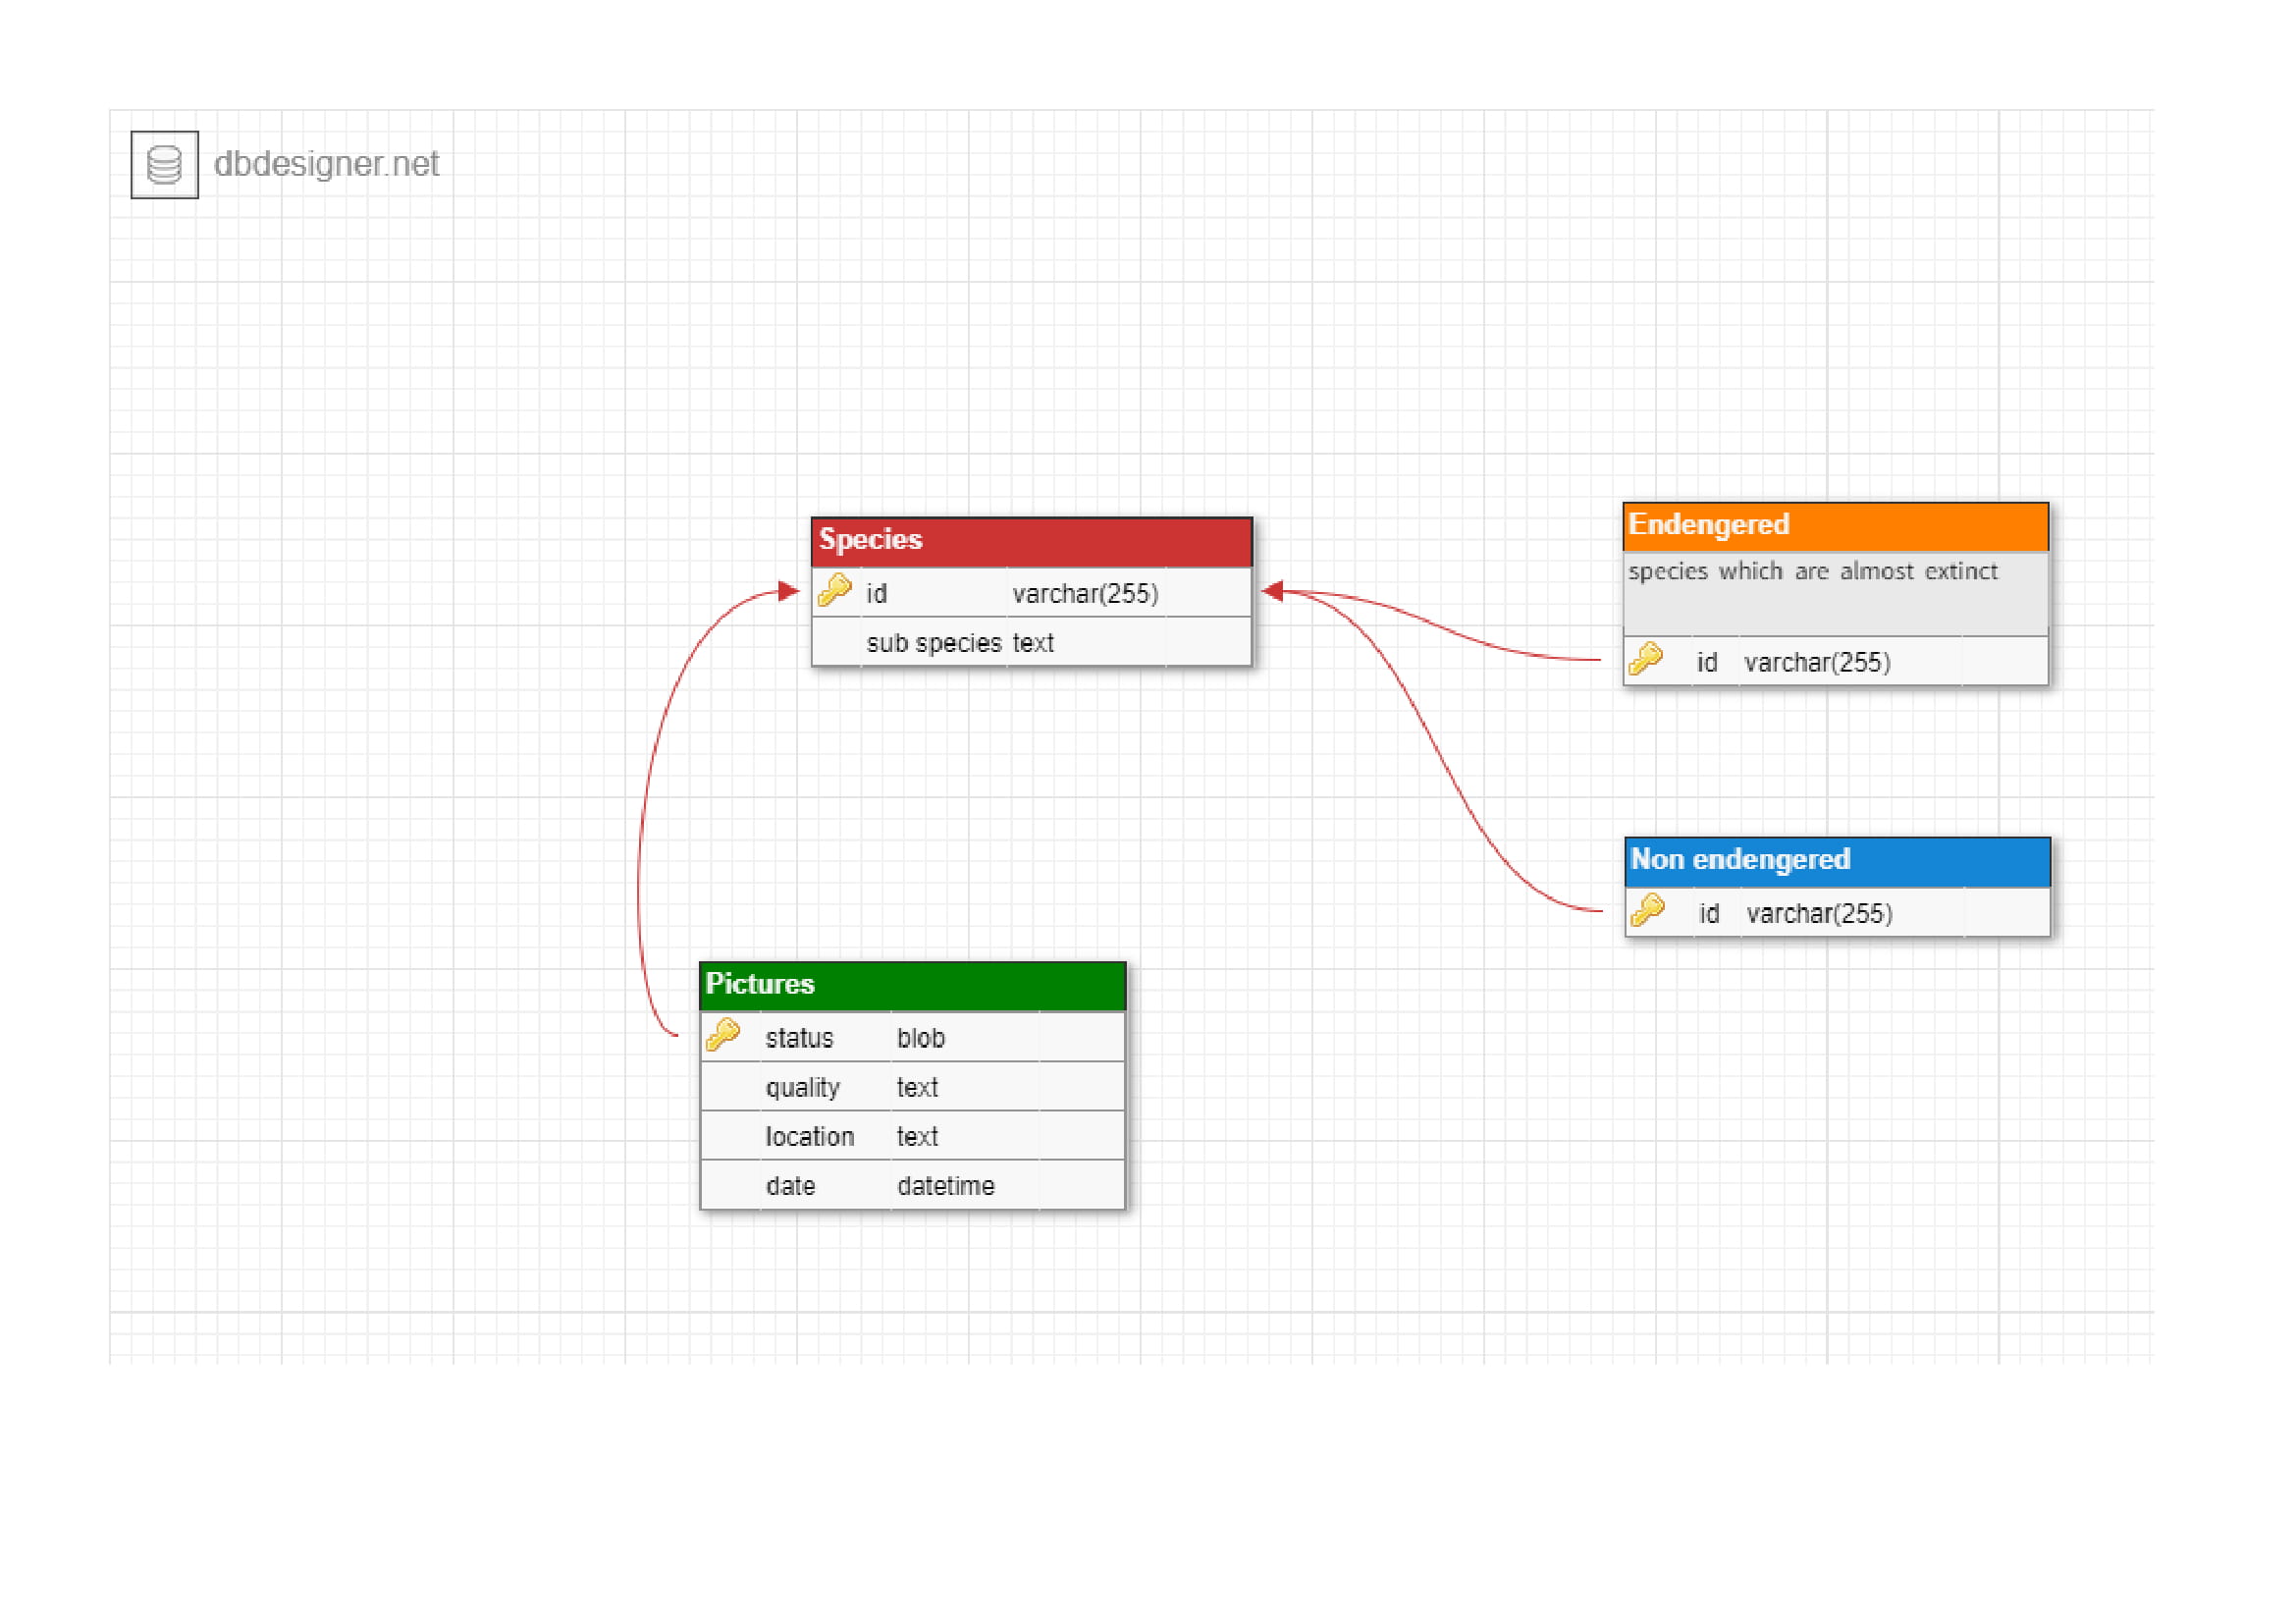 dbdesigner.net
Species
id varchar(255)
sub species text
Endengered
species which are almost extinct
id varchar(255)
Non endengered
id varchar(255)
Pictures
status blob
quality text
location text
date datetime